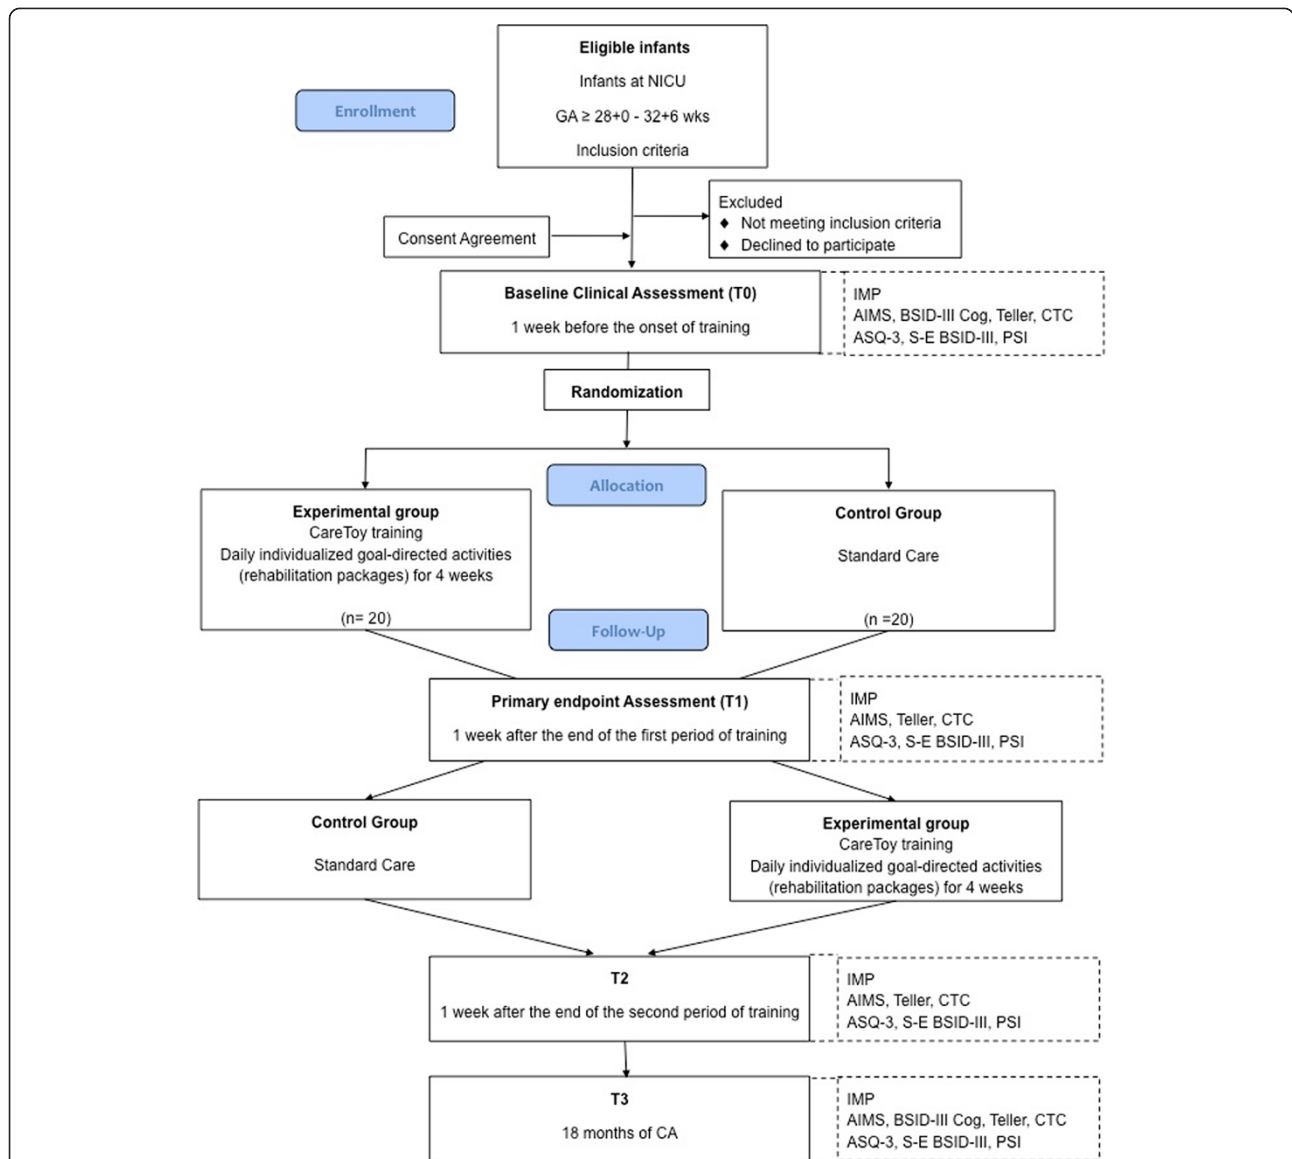 Eligible infants
Infants at NICU
GA ≥ 28+0 - 32+6 wks
Inclusion criteria
Enrollment
Excluded
♦ Not meeting inclusion criteria
♦ Declined to participate
Consent Agreement
Baseline Clinical Assessment (T0)
1 week before the onset of training
IMP
AIMS, BSID-III Cog, Teller, CTC
ASQ-3, S-E BSID-III, PSI
Randomization
Allocation
Experimental group
CareToy training
Daily individualized goal-directed activities
(rehabilitation packages) for 4 weeks
(n= 20)
Control Group
Standard Care
(n =20)
Follow-Up
Primary endpoint Assessment (T1)
1 week after the end of the first period of training
IMP
AIMS, Teller, CTC
ASQ-3, S-E BSID-III, PSI
Control Group
Standard Care
Experimental group
CareToy training
Daily individualized goal-directed activities
(rehabilitation packages) for 4 weeks
T2
1 week after the end of the second period of training
IMP
AIMS, Teller, CTC
ASQ-3, S-E BSID-III, PSI
T3
18 months of CA
IMP
AIMS, BSID-III Cog, Teller, CTC
ASQ-3, S-E BSID-III, PSI